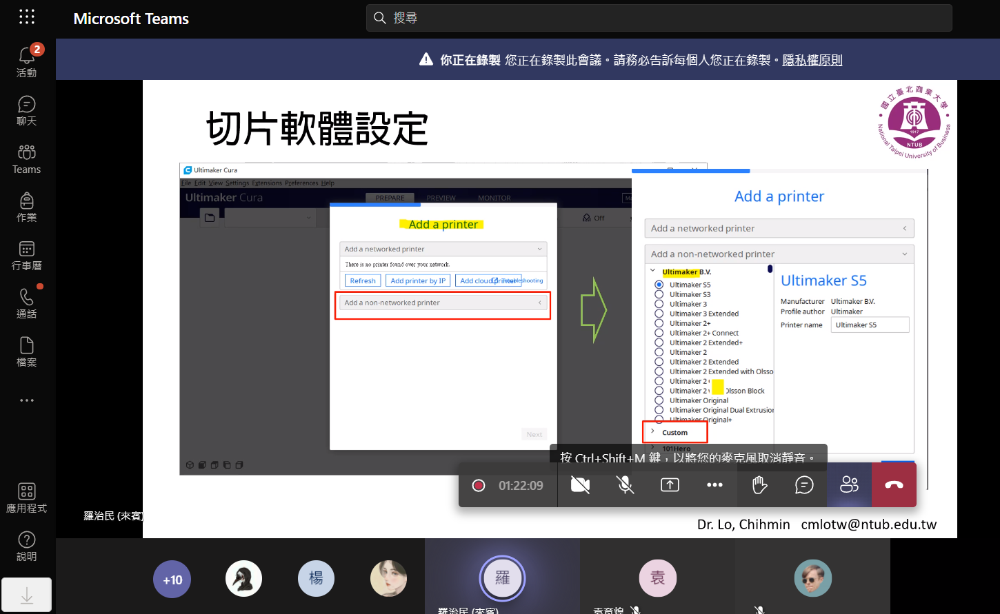 Microsoft Teams
搜尋
2
活動
聊天
Teams
作業
行事曆
通話
檔案
應用程式
說明
你正在錄製 您正在錄製此會議。請務必告訴每個人您正在錄製。隱私權原則
切片軟體設定
國立臺北商業大學
1917
NTUB
National Taipei University of Business
Ultimaker Cura
File Edit View Settings Extensions Preferences Help
Ultimaker Cura
PREPARE
PREVIEW
MONITOR
Off
Add a printer
Add a networked printer
There is no printer found over your network.
Refresh
Add printer by IP
Add cloud printer
Troubleshooting
Add a non-networked printer
Next
Add a printer
Add a networked printer
Add a non-networked printer
Ultimaker B.V.
Ultimaker S5
Ultimaker S3
Ultimaker 3
Ultimaker 3 Extended
Ultimaker 2+
Ultimaker 2+ Connect
Ultimaker 2 Extended+
Ultimaker 2
Ultimaker 2 Extended
Ultimaker 2 Extended with Olsso
Ultimaker 2
Ultimaker 2 Olsson Block
Ultimaker Original
Ultimaker Original Dual Extrusion
Ultimaker Original+
Custom
101Hero
Ultimaker S5
Manufacturer Ultimaker B.V.
Profile author Ultimaker
Printer name Ultimaker S5
按 Ctrl+Shift+M 鍵，以將您的麥克風取消靜音。
01:22:09
羅治民 (來賓)
Dr. Lo, Chihmin cmlotw@ntub.edu.tw
+10
楊
羅
袁
羅治民 (來賓)